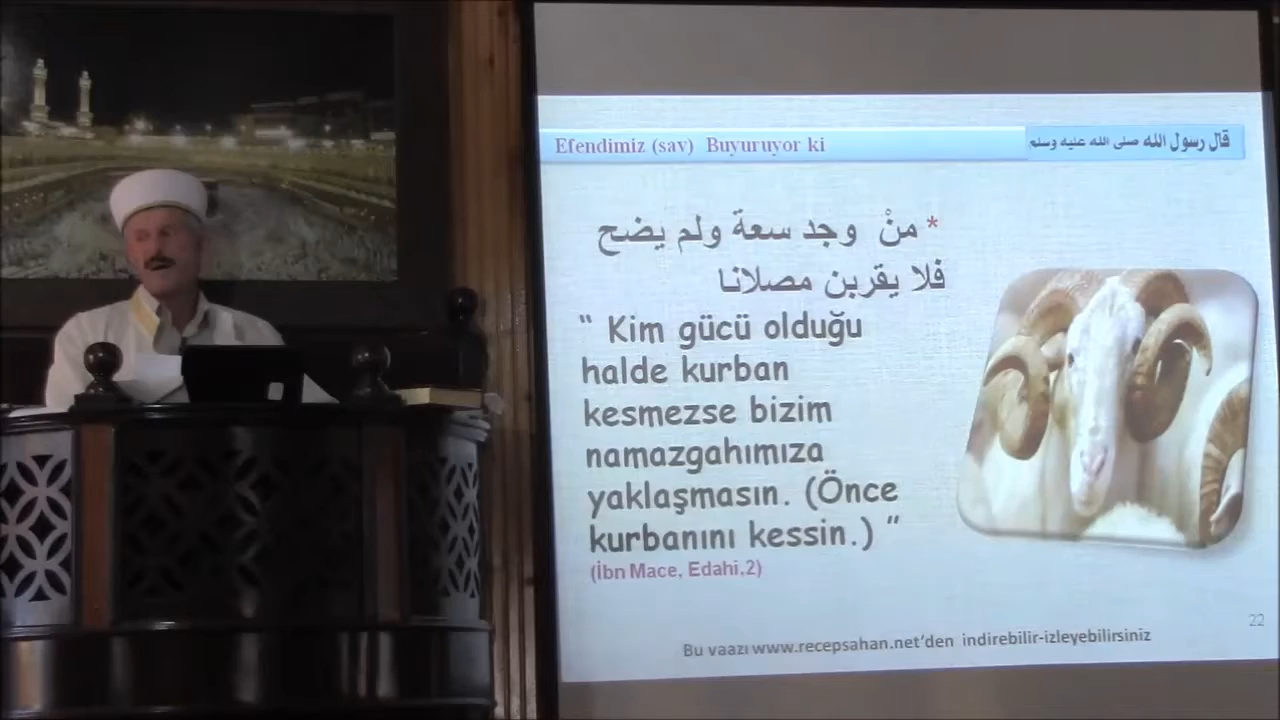 Efendimiz (sav) Buyuruyor ki
قال رسول الله صلى الله عليه وسلم
* منْ وجد سعة ولم يضح
فلا يقربن مصلانا
“ Kim gücü olduğu
halde kurban
kesmezse bizim
namazgahımıza
yaklaşmasın. (Önce
kurbanını kessin.) ”
(İbn Mace, Edahi,2)
22
Bu vaazı www.recepsahan.net'den indirebilir-izleyebilirsiniz